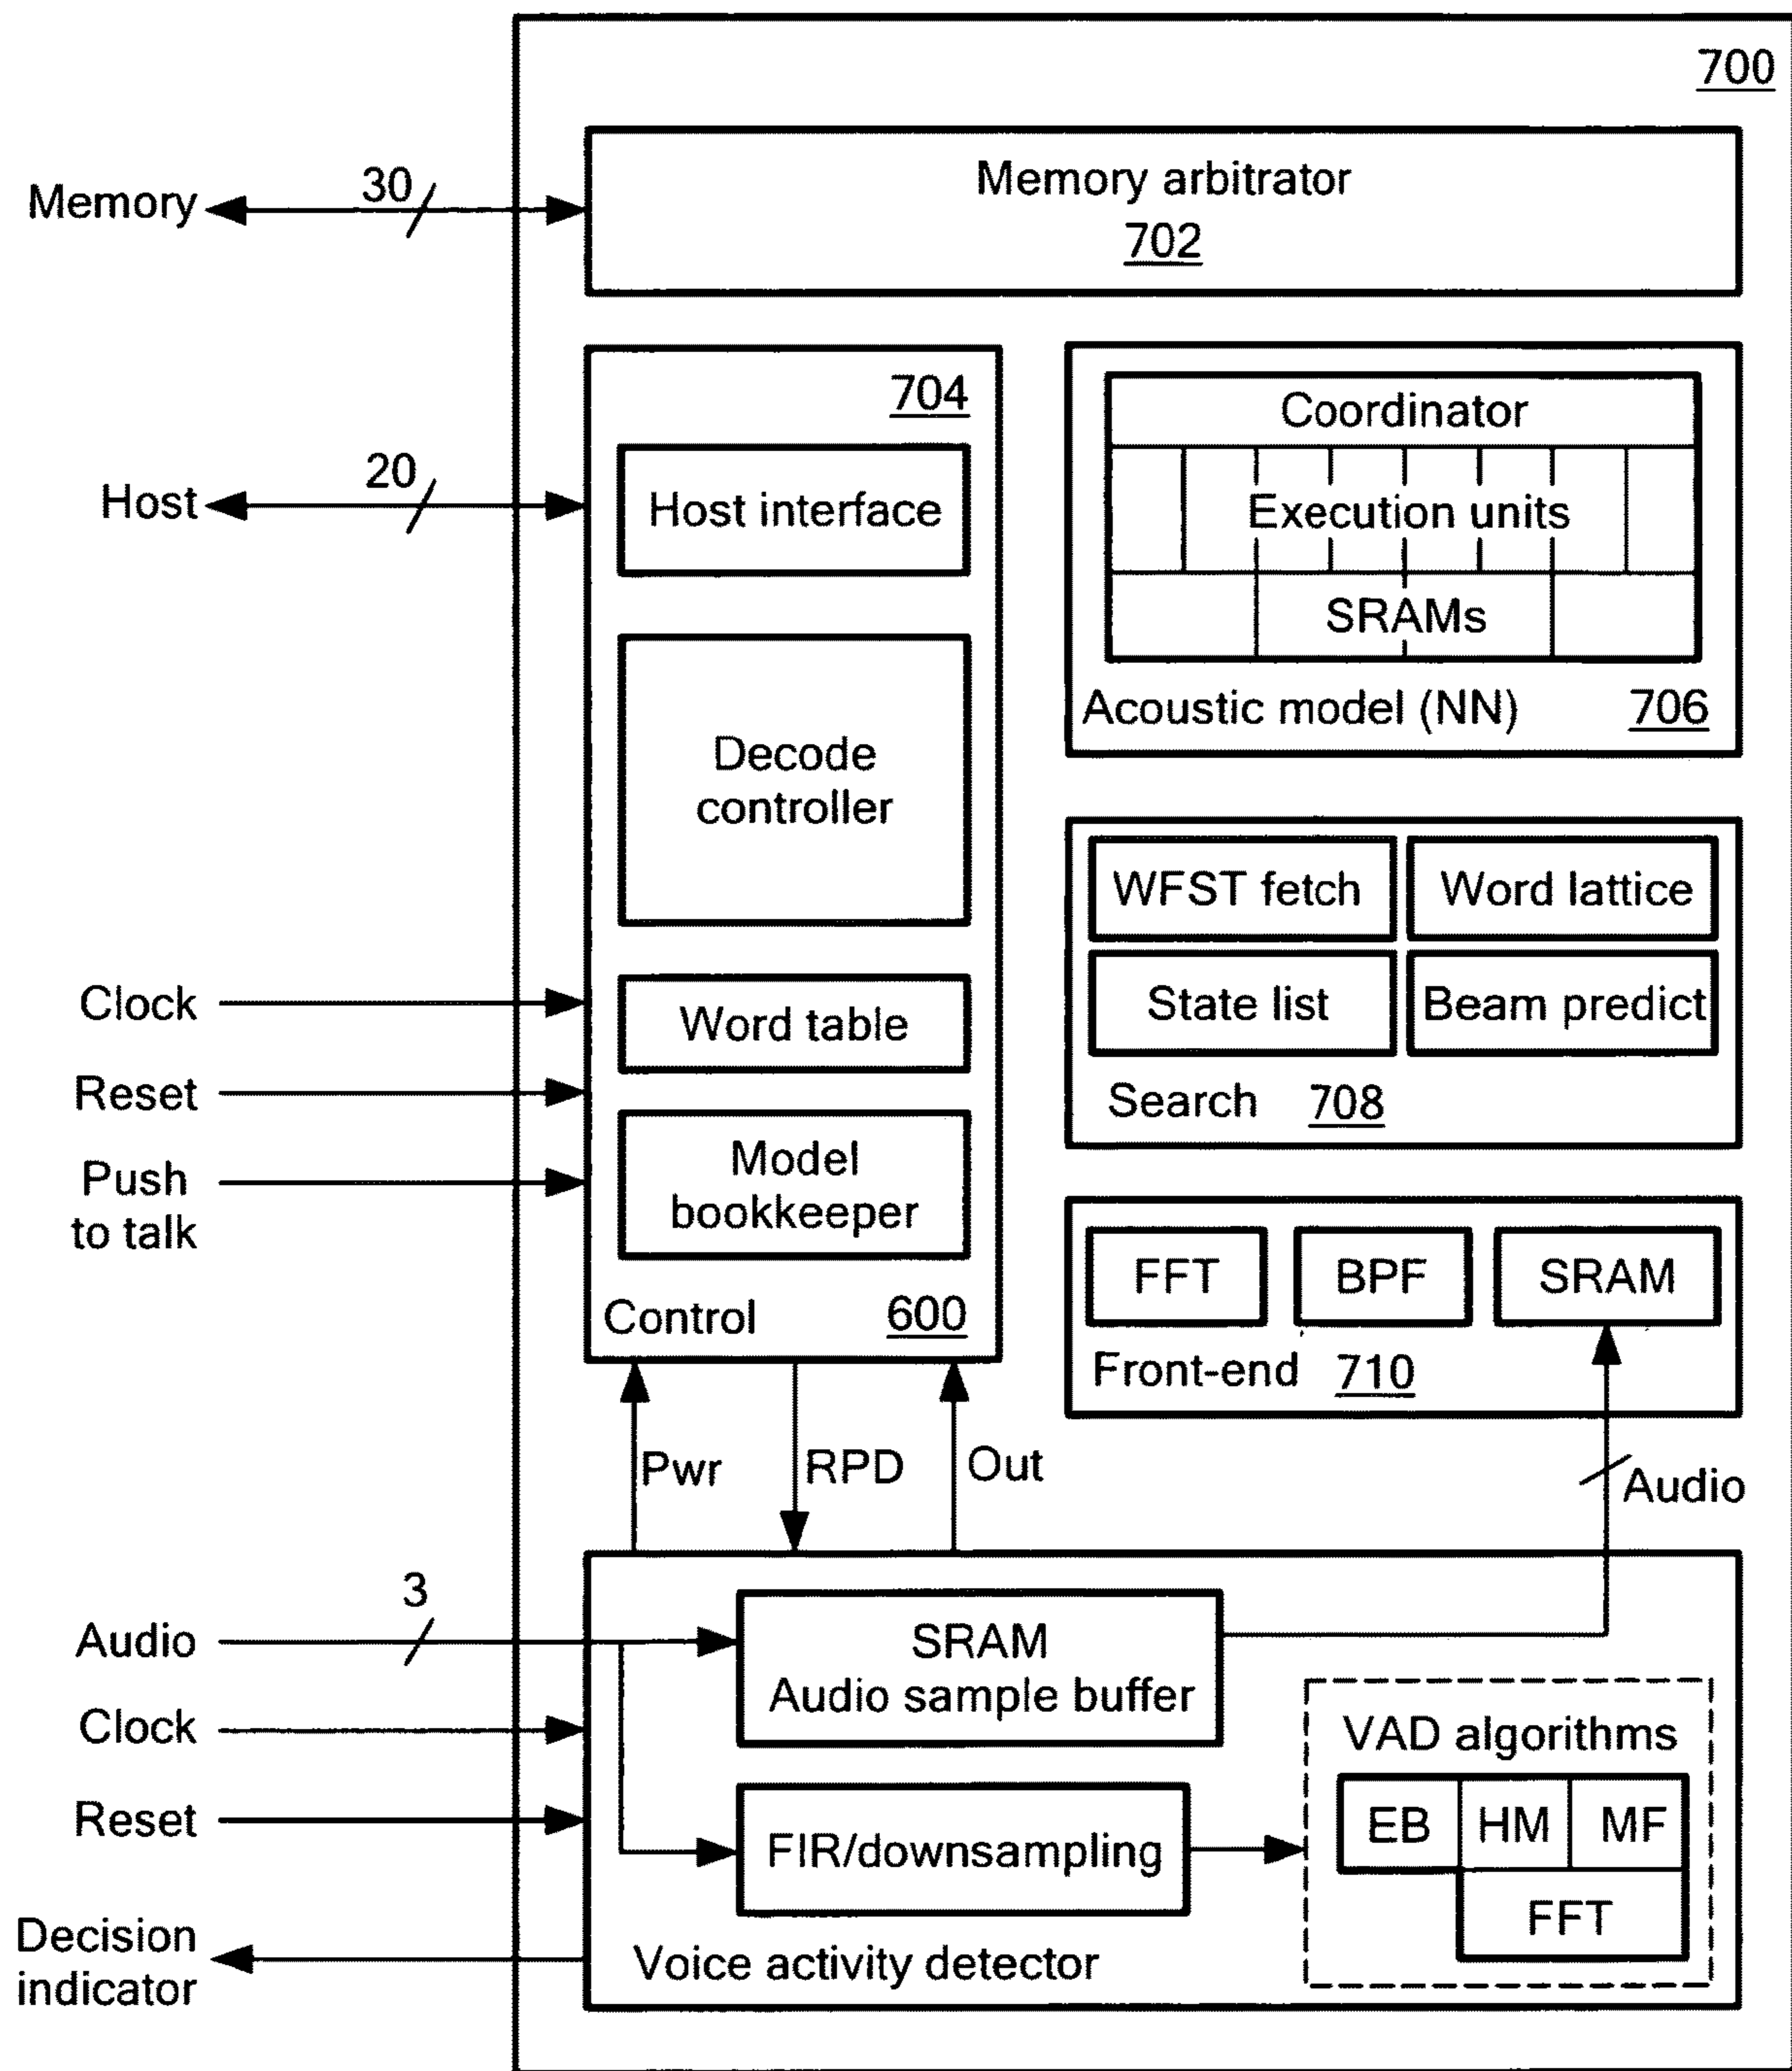 700
Memory arbitrator
702
Memory
30
704
Host interface
Host
20
Decode
controller
Clock
Word table
Reset
Push
to talk
Model
bookkeeper
Control
600
Coordinator
Execution units
SRAMs
Acoustic model (NN)
706
WFST fetch
Word lattice
State list
Beam predict
Search
708
FFT
BPF
SRAM
Front-end
710
Pwr
RPD
Out
Audio
Audio
3
SRAM
Audio sample buffer
Clock
VAD algorithms
Reset
FIR/downsampling
EB
HM
MF
FFT
Decision
indicator
Voice activity detector